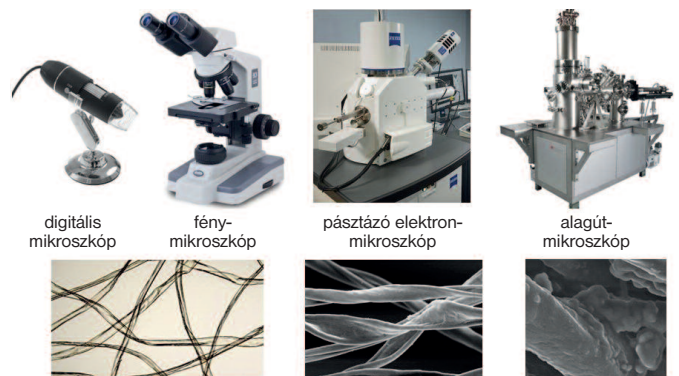 digitális
mikroszkóp
fény-
mikroszkóp
pásztázó elektron-
mikroszkóp
alagút-
mikroszkóp